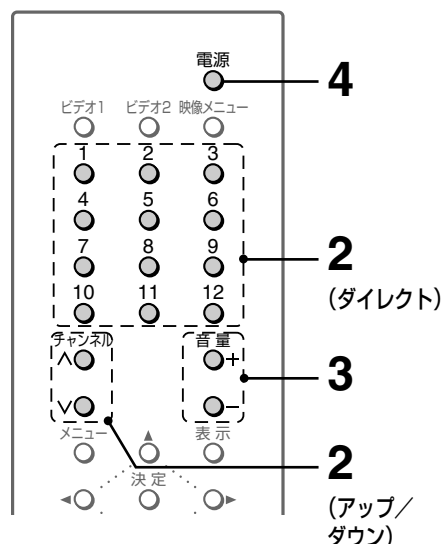 電源
4
ビデオ1 ビデオ2 映像メニュー
1 2 3
4 5 6
7 8 9
2
(ダイレクト)
10 11 12
チャンネル 音量
∧ +
3
∨ −
メニュー ▲ 表示
2
決定
◀ ▶
(アップ/
ダウン)